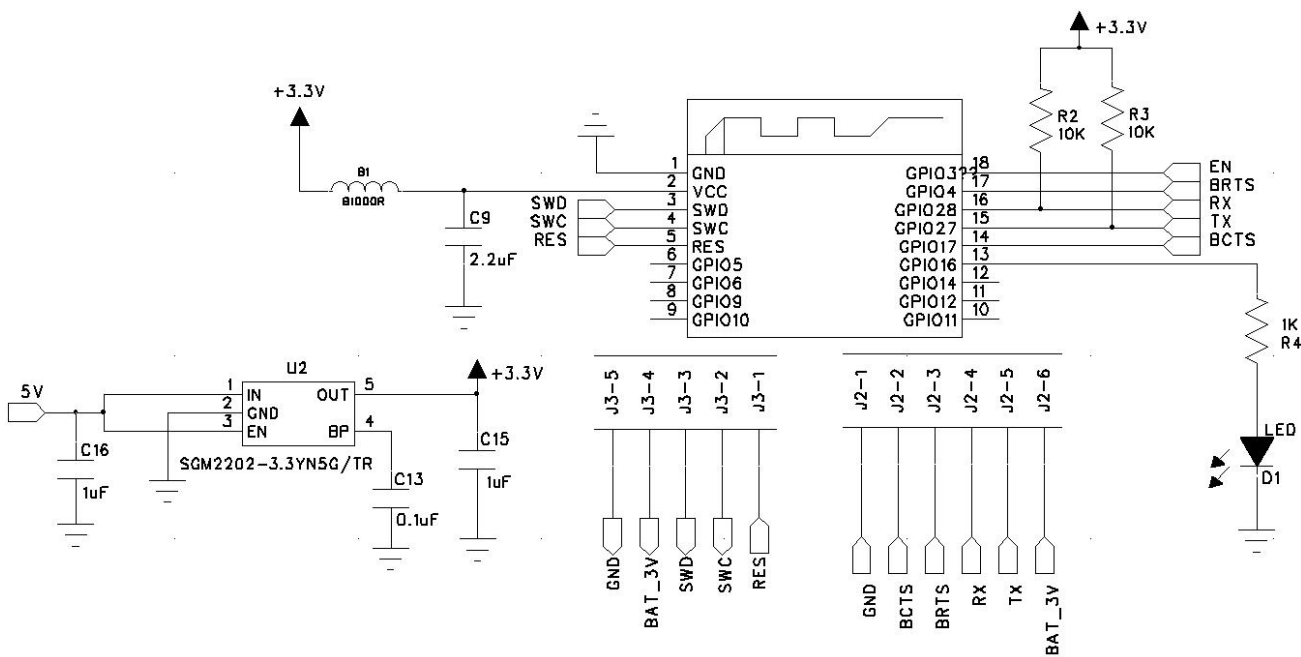 +3.3V
+3.3V
B1
B1000R
C9
2.2uF
R2
10K
R3
10K
SWD
SWC
RES
1 GND
2 VCC
3 SWD
4 SWC
5 RES
6 GPIO5
7 GPIO6
8 GPIO9
9 GPIO10
GPIO3?? 18
GPIO4 17
GPIO28 16
GPIO27 15
GPIO17 14
GPIO16 13
GPIO14 12
GPIO12 11
GPIO11 10
EN
BRTS
RX
TX
BCTS
1K
R4
LED
D1
5V
C16
1uF
U2
1 IN OUT 5
2 GND
3 EN BP 4
SGM2202-3.3YN5G/TR
+3.3V
C15
1uF
C13
0.1uF
J3-5
J3-4
J3-3
J3-2
J3-1
GND
BAT_3V
SWD
SWC
RES
J2-1
J2-2
J2-3
J2-4
J2-5
J2-6
GND
BCTS
BRTS
RX
TX
BAT_3V